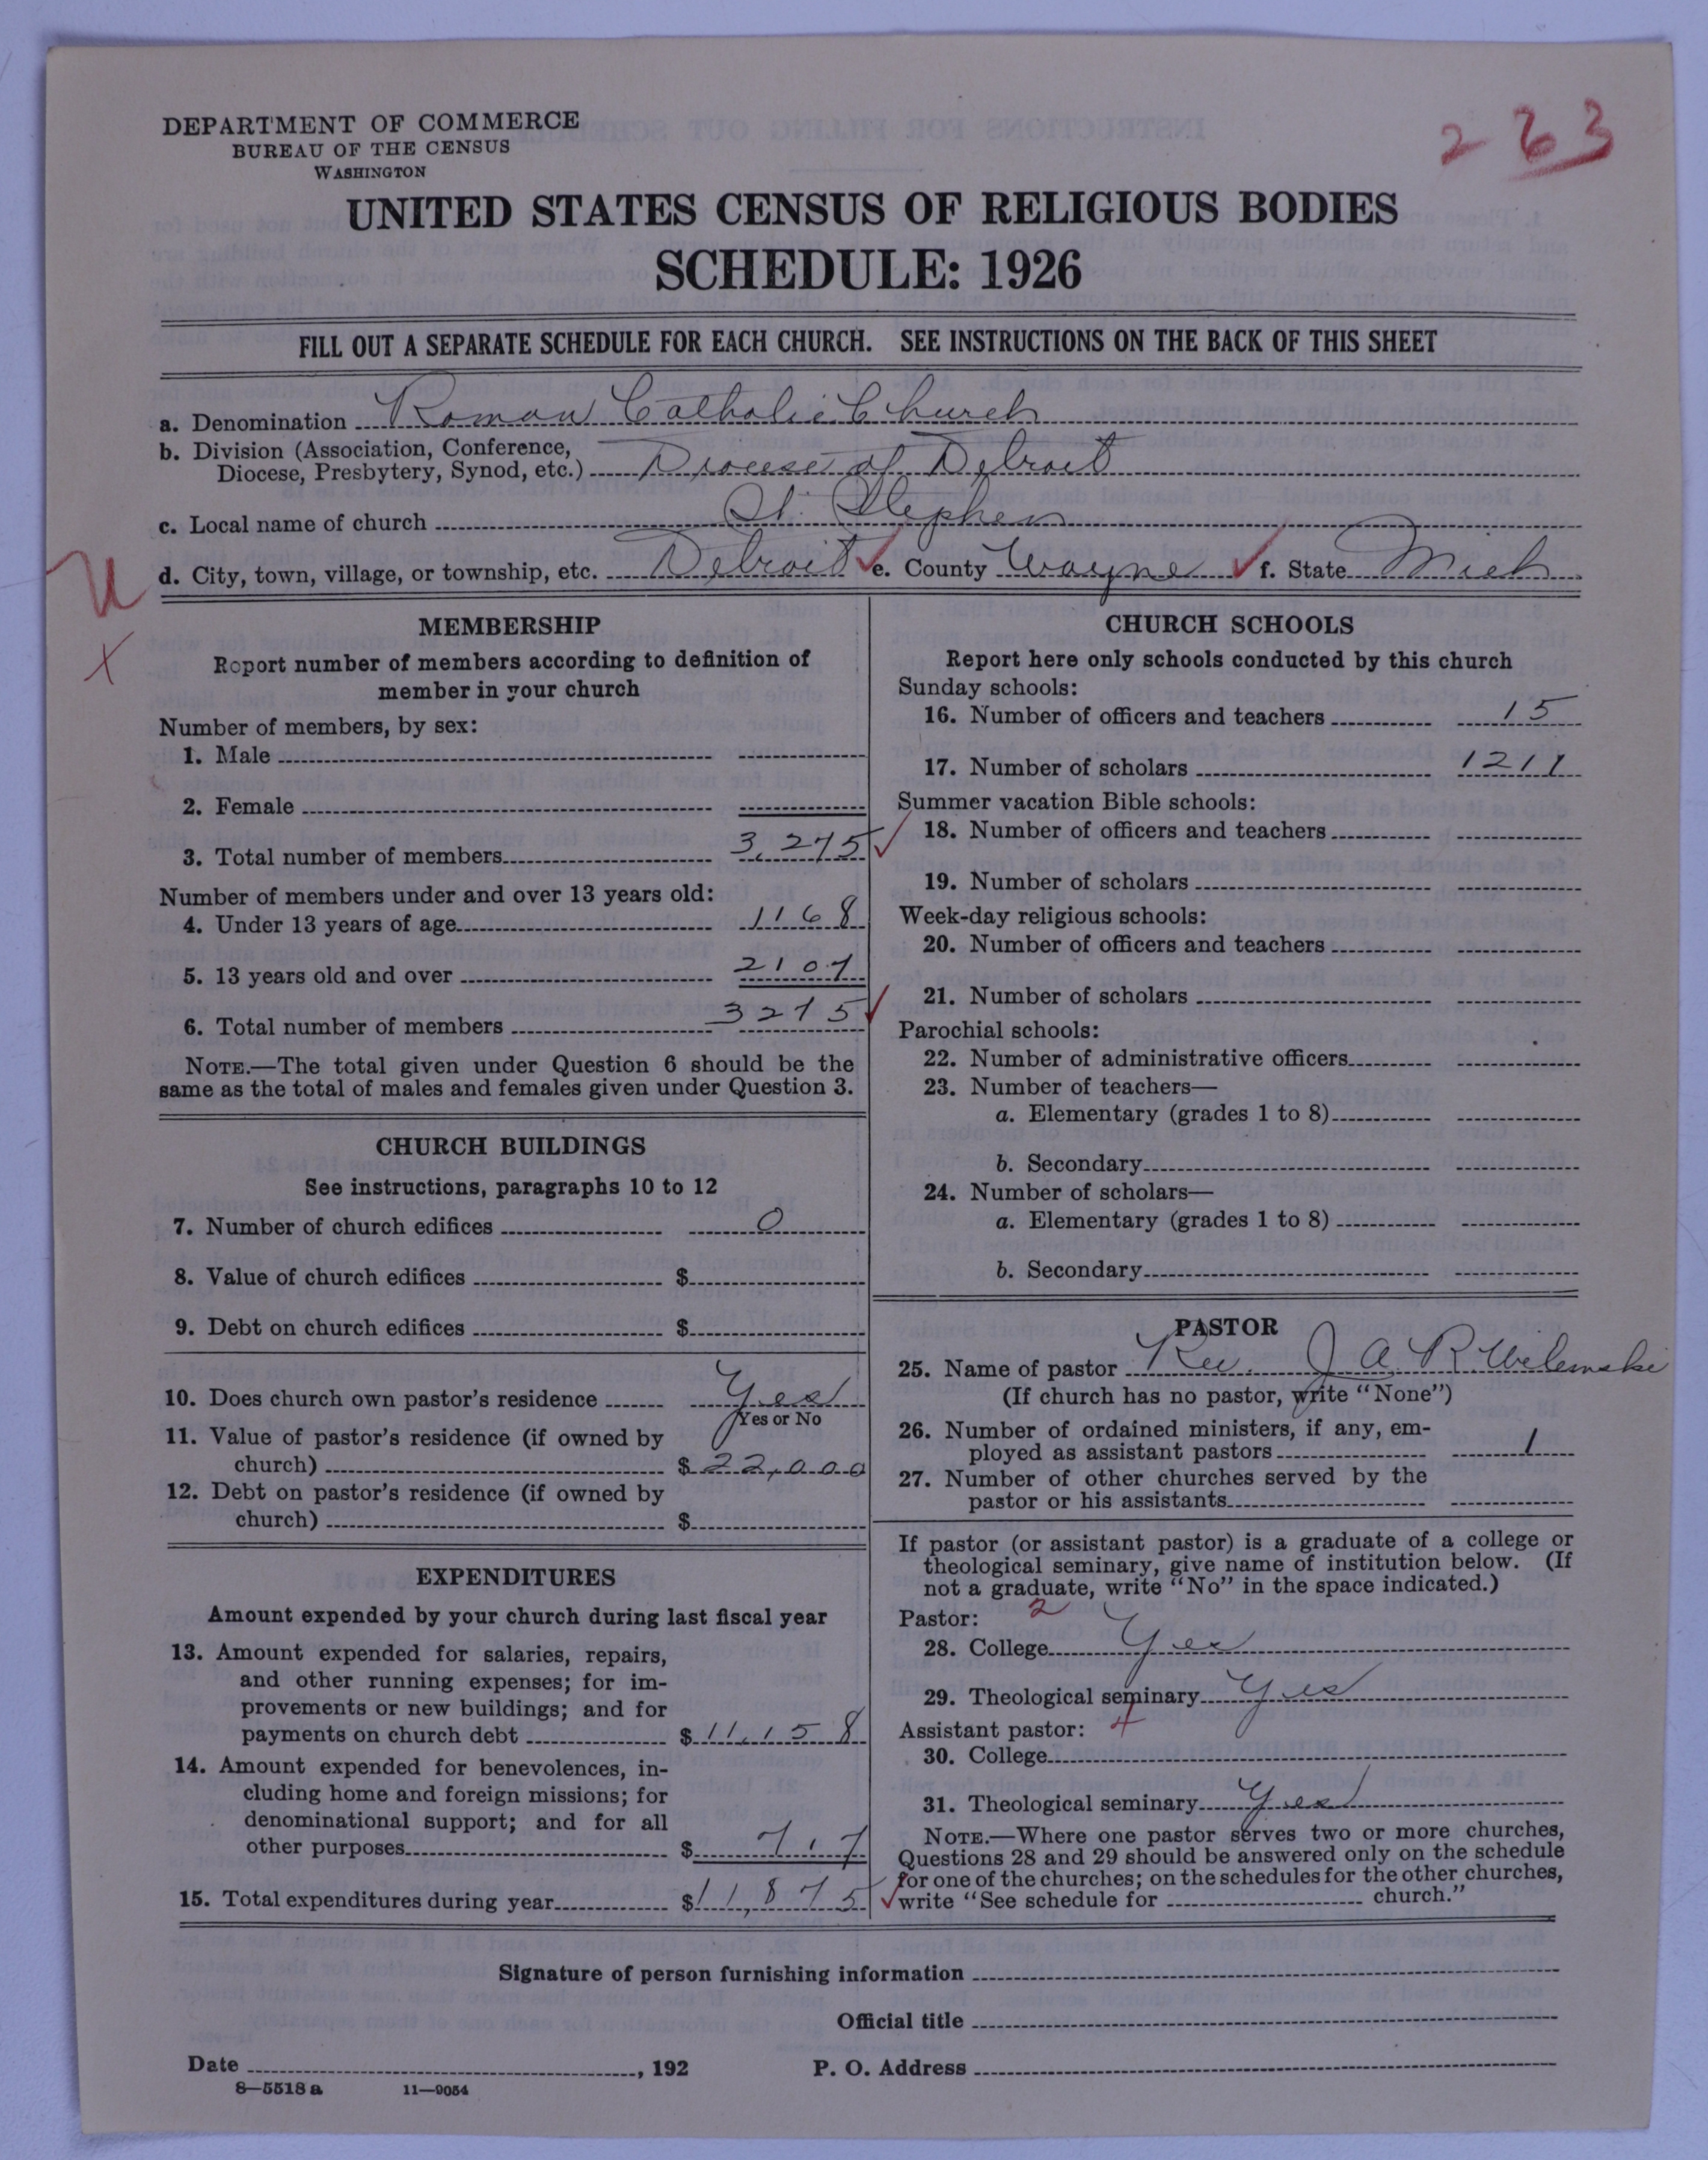 DEPARTMENT OF COMMERCE
BUREAU OF THE CENSUS
WASHINGTON
263
UNITED STATES CENSUS OF RELIGIOUS BODIES
SCHEDULE: 1926
FILL OUT A SEPARATE SCHEDULE FOR EACH CHURCH. SEE INSTRUCTIONS ON THE BACK OF THIS SHEET
a. Denomination Roman Catholic Church
b. Division (Association, Conference,
Diocese, Presbytery, Synod, etc.) Diocese of Detroit
c. Local name of church St. Stephen
d. City, town, village, or township, etc. Detroit e. County Wayne f. State Mich
U
X
MEMBERSHIP
Report number of members according to definition of
member in your church
Number of members, by sex:
1. Male
2. Female
3. Total number of members 3,275
Number of members under and over 13 years old:
4. Under 13 years of age 1168
5. 13 years old and over 2107
6. Total number of members 3275
NOTE.—The total given under Question 6 should be the
same as the total of males and females given under Question 3.
CHURCH BUILDINGS
See instructions, paragraphs 10 to 12
7. Number of church edifices 0
8. Value of church edifices $
9. Debt on church edifices $
10. Does church own pastor's residence Yes
Yes or No
11. Value of pastor's residence (if owned by
church) $ 22,000
12. Debt on pastor's residence (if owned by
church) $
EXPENDITURES
Amount expended by your church during last fiscal year
13. Amount expended for salaries, repairs,
and other running expenses; for im-
provements or new buildings; and for
payments on church debt $ 11,158
14. Amount expended for benevolences, in-
cluding home and foreign missions; for
denominational support; and for all
other purposes $ 717
15. Total expenditures during year $ 11,875
CHURCH SCHOOLS
Report here only schools conducted by this church
Sunday schools:
16. Number of officers and teachers 15
17. Number of scholars 1211
Summer vacation Bible schools:
18. Number of officers and teachers
19. Number of scholars
Week-day religious schools:
20. Number of officers and teachers
21. Number of scholars
Parochial schools:
22. Number of administrative officers
23. Number of teachers—
a. Elementary (grades 1 to 8)
b. Secondary
24. Number of scholars—
a. Elementary (grades 1 to 8)
b. Secondary
PASTOR
25. Name of pastor Rev. J A. R
(If church has no pastor, write "None")
26. Number of ordained ministers, if any, em-
ployed as assistant pastors 1
27. Number of other churches served by the
pastor or his assistants
If pastor (or assistant pastor) is a graduate of a college or
theological seminary, give name of institution below. (If
not a graduate, write "No" in the space indicated.)
Pastor: 2
28. College Yes
29. Theological seminary Yes
Assistant pastor: 4
30. College
31. Theological seminary Yes
NOTE.—Where one pastor serves two or more churches,
Questions 28 and 29 should be answered only on the schedule
for one of the churches; on the schedules for the other churches,
write "See schedule for church."
Signature of person furnishing information
Official title
Date , 192 P. O. Address
8—5518 a 11—9054